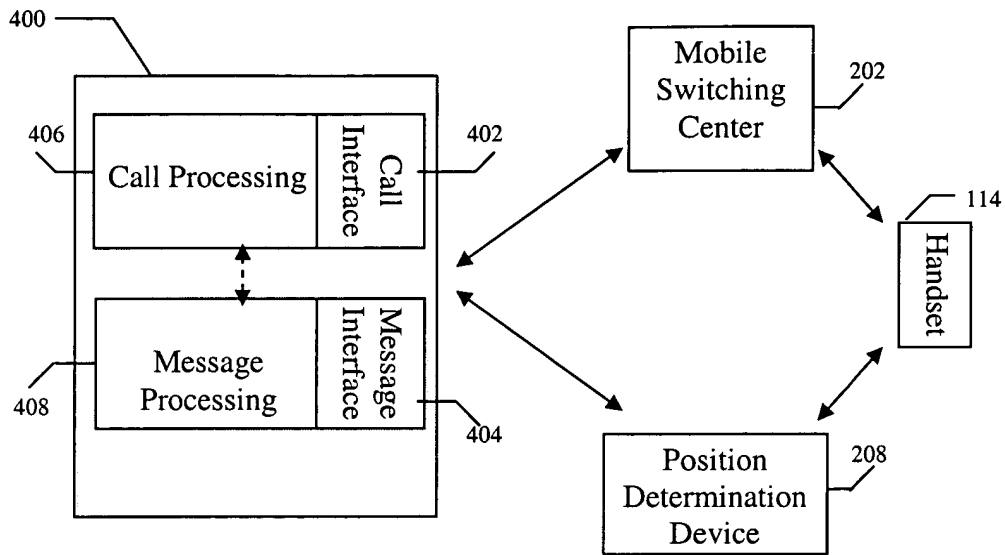 400
406
Call Processing
Call
Interface
402
Message
Processing
Message
Interface
408
404
Mobile
Switching
Center
202
114
Handset
Position
Determination
Device
208